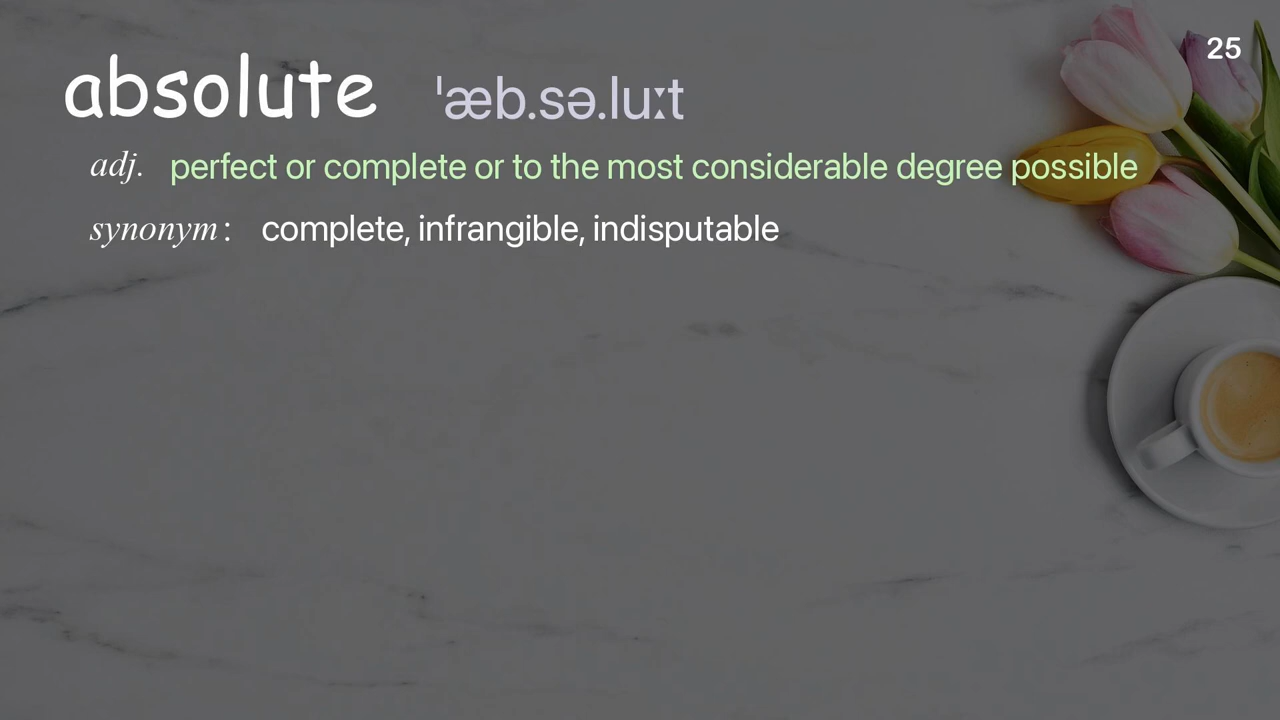 25
absolute ˈæb.sə.luːt
adj. perfect or complete or to the most considerable degree possible
synonym : complete, infrangible, indisputable